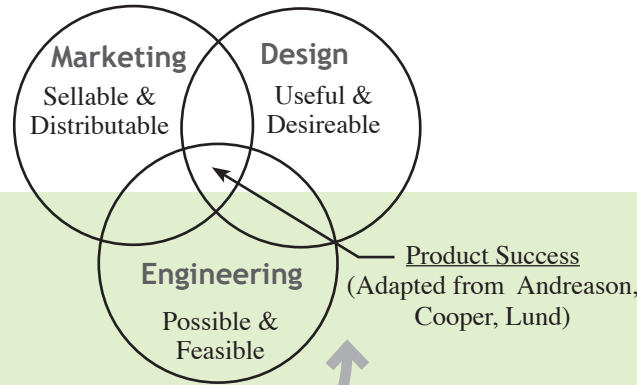 Marketing
Sellable &
Distributable
Design
Useful &
Desireable
Engineering
Possible &
Feasible
Product Success
(Adapted from Andreason,
Cooper, Lund)